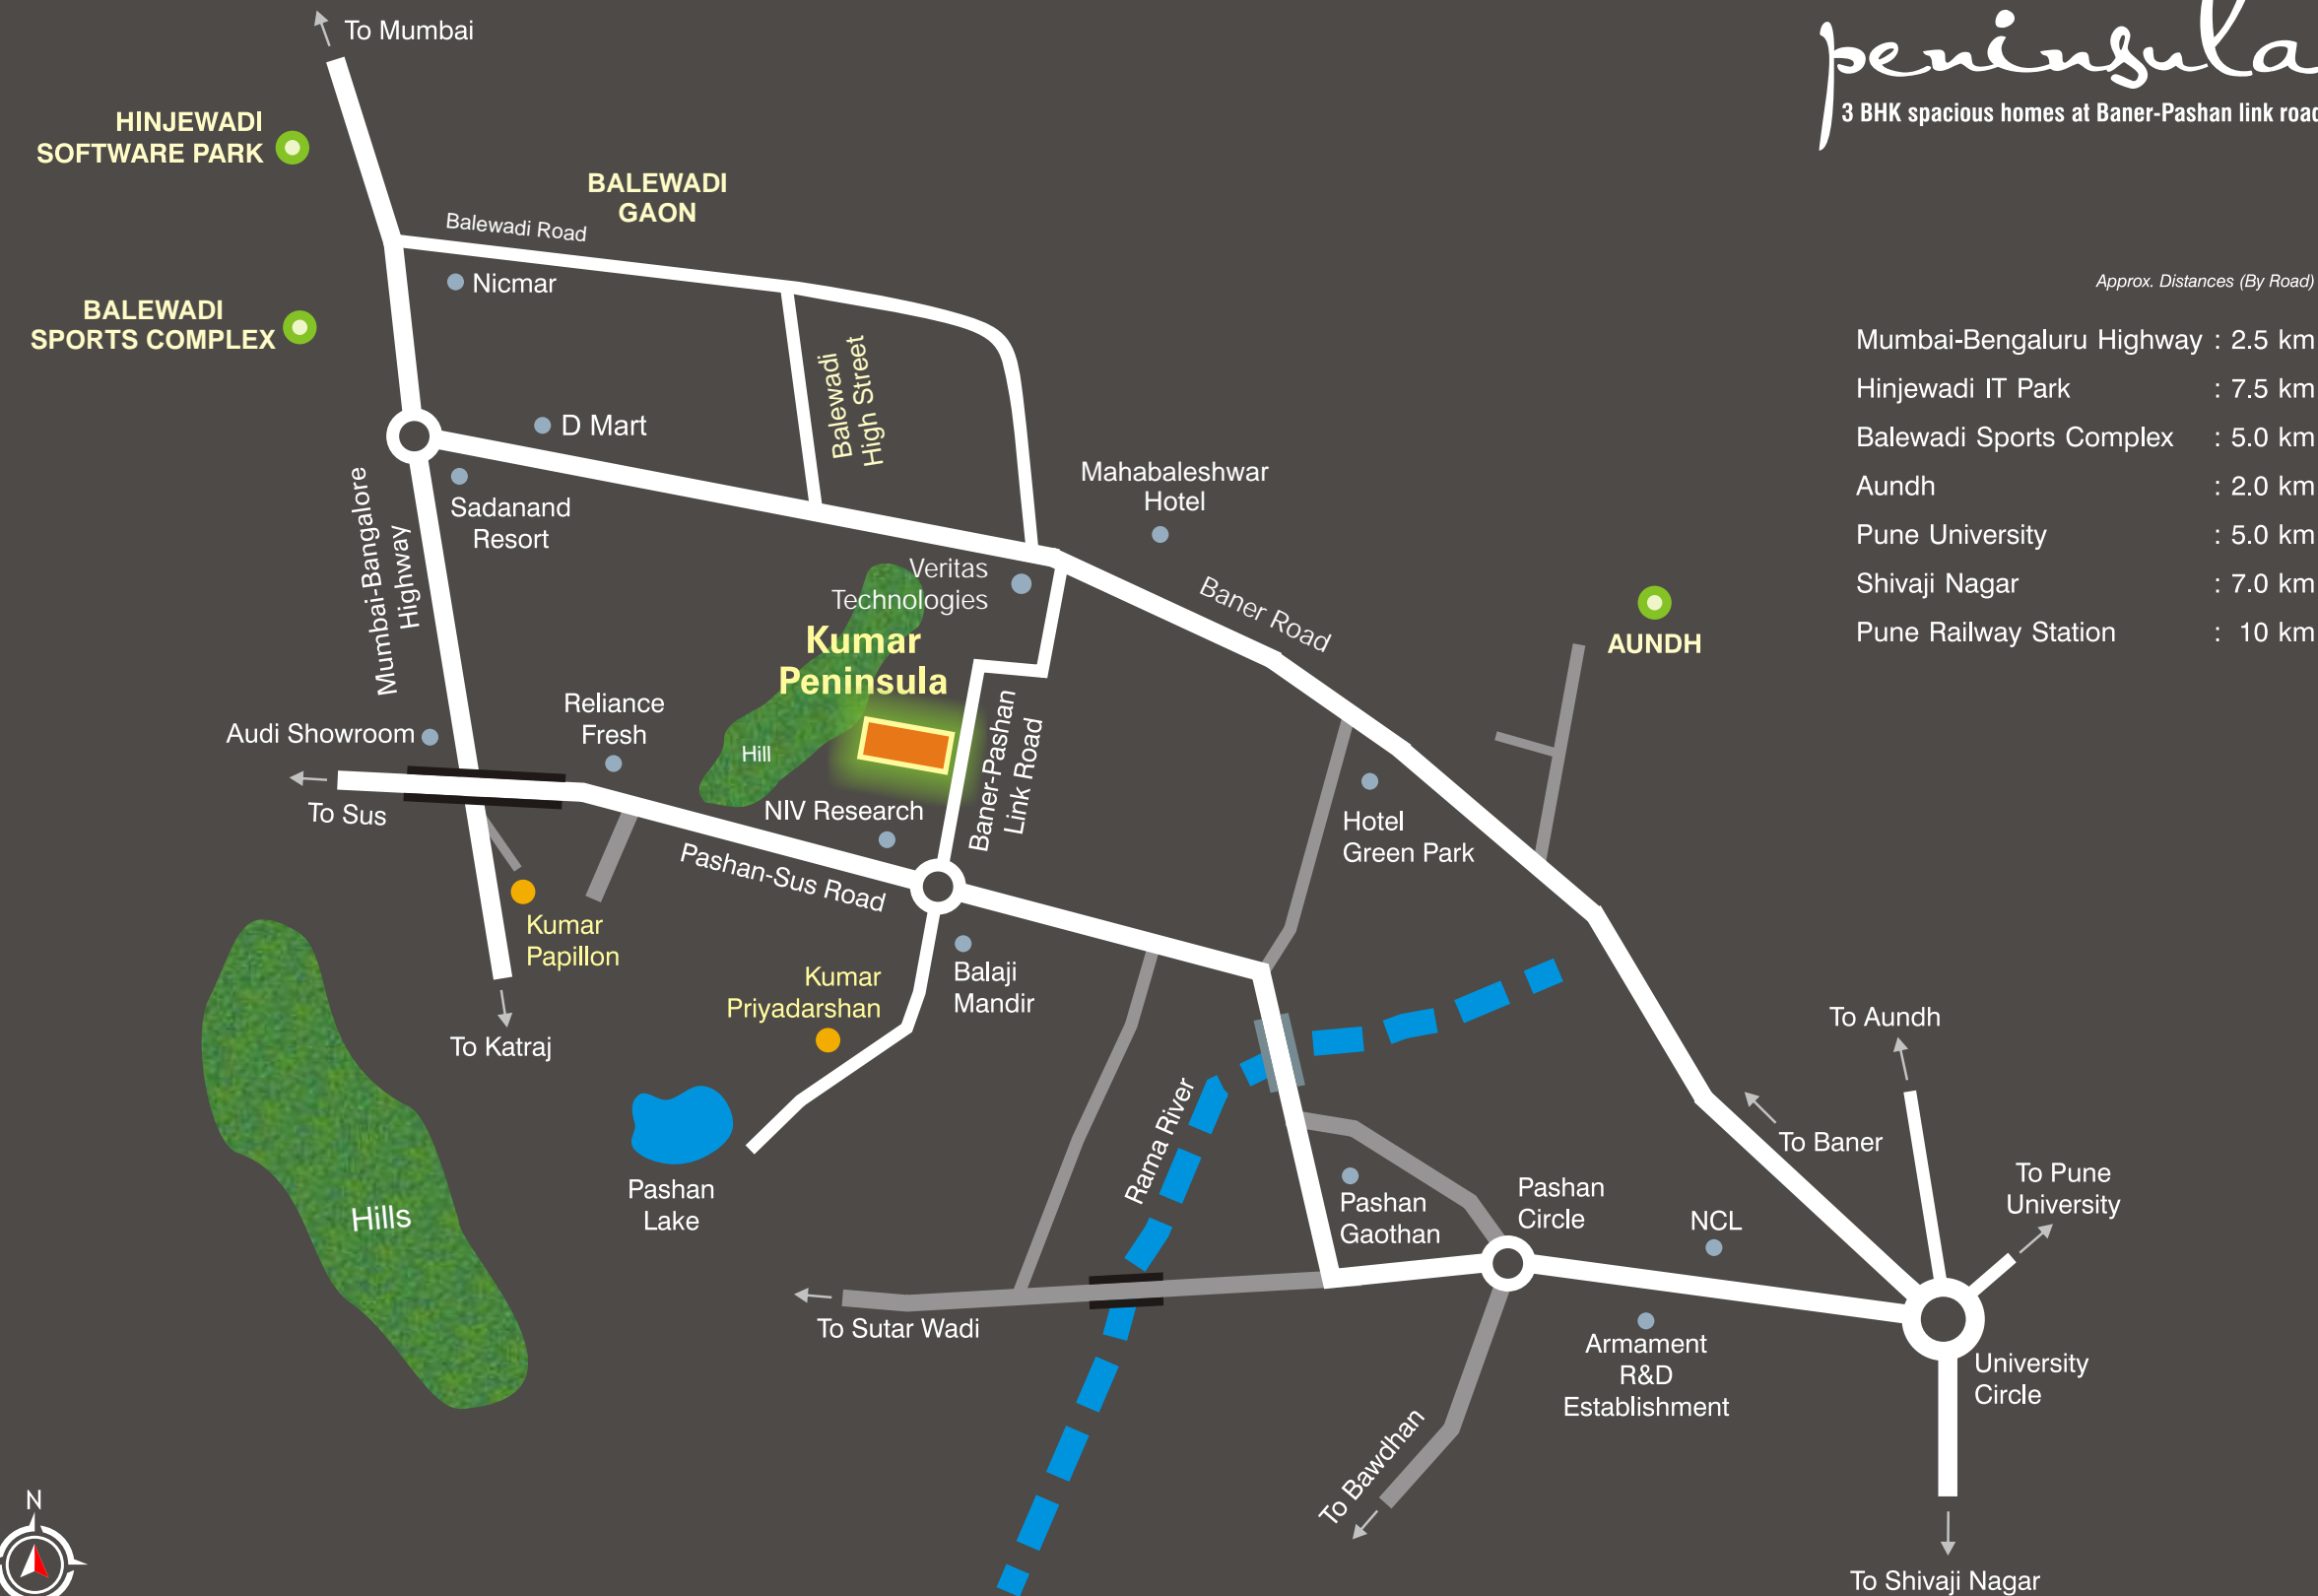 To Mumbai
peninsula
3 BHK spacious homes at Baner-Pashan link road
HINJEWADI
SOFTWARE PARK
BALEWADI
GAON
Balewadi Road
Nicmar
BALEWADI
SPORTS COMPLEX
Approx. Distances (By Road)
Mumbai-Bengaluru Highway : 2.5 km
Hinjewadi IT Park : 7.5 km
Balewadi Sports Complex : 5.0 km
Aundh : 2.0 km
Pune University : 5.0 km
Shivaji Nagar : 7.0 km
Pune Railway Station : 10 km
D Mart
Balewadi
High Street
Sadanand
Resort
Mahabaleshwar
Hotel
Mumbai-Bangalore
Highway
Veritas
Technologies
Baner Road
AUNDH
Kumar
Peninsula
Reliance
Fresh
Audi Showroom
Hill
Baner-Pashan
Link Road
To Sus
NIV Research
Hotel
Green Park
Pashan-Sus Road
Kumar
Papillon
Kumar
Priyadarshan
Balaji
Mandir
To Katraj
To Aundh
Rama River
To Baner
Pashan
Lake
Hills
Pashan
Gaothan
Pashan
Circle
NCL
To Pune
University
To Sutar Wadi
Armament
R&D
Establishment
University
Circle
To Bawdhan
N
To Shivaji Nagar